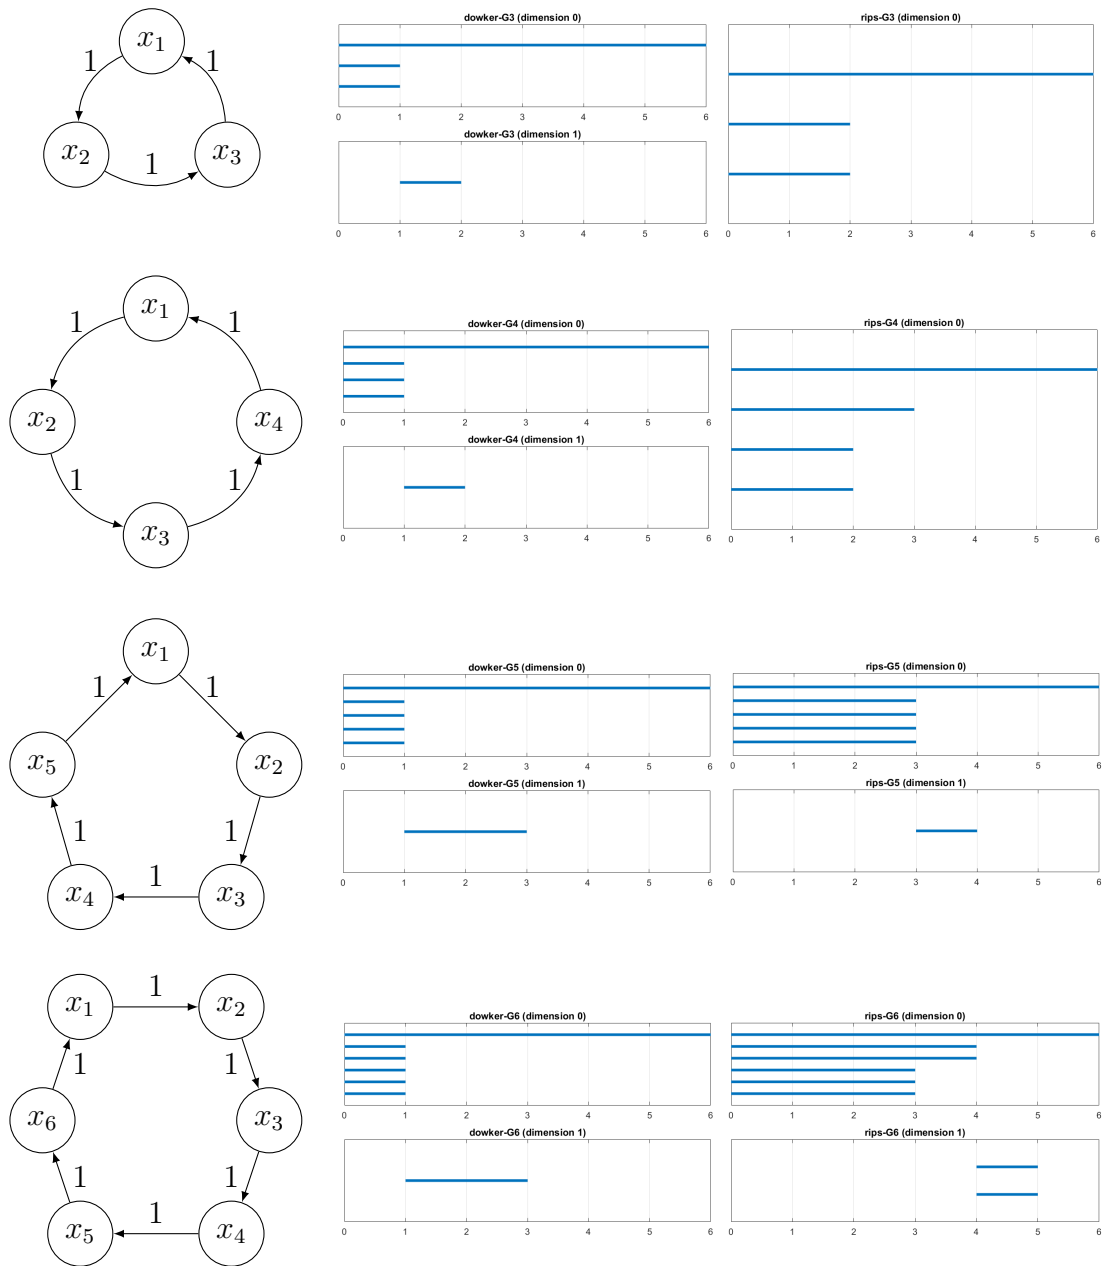 x1
1
1
x2
1
x3
dowker-G3 (dimension 0)
0 1 2 3 4 5 6
dowker-G3 (dimension 1)
0 1 2 3 4 5 6
rips-G3 (dimension 0)
0 1 2 3 4 5 6
x1
1
1
x2
x4
1
1
x3
dowker-G4 (dimension 0)
0 1 2 3 4 5 6
dowker-G4 (dimension 1)
0 1 2 3 4 5 6
rips-G4 (dimension 0)
0 1 2 3 4 5 6
x1
1
1
x5
x2
1
1
x4
1
x3
dowker-G5 (dimension 0)
0 1 2 3 4 5 6
dowker-G5 (dimension 1)
0 1 2 3 4 5 6
rips-G5 (dimension 0)
0 1 2 3 4 5 6
rips-G5 (dimension 1)
0 1 2 3 4 5 6
x1
1
x2
1
1
x6
x3
1
1
x5
1
x4
dowker-G6 (dimension 0)
0 1 2 3 4 5 6
dowker-G6 (dimension 1)
0 1 2 3 4 5 6
rips-G6 (dimension 0)
0 1 2 3 4 5 6
rips-G6 (dimension 1)
0 1 2 3 4 5 6